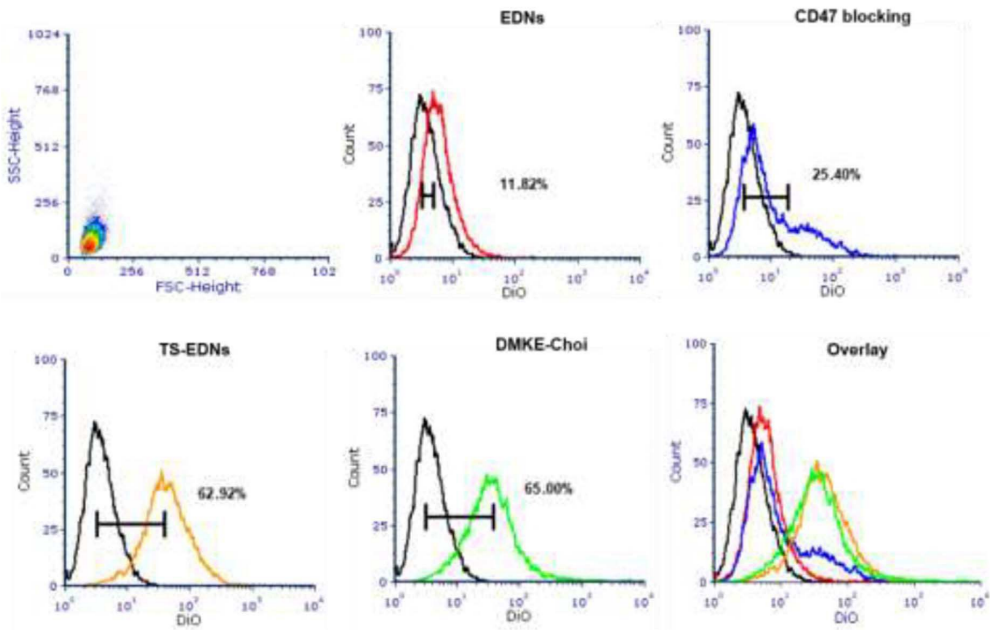 EDNs
CD47 blocking
1024
768
512
256
0
0 256 512 768 102
SSC-Height
FSC-Height
100
75
50
25
0
Count
11.82%
10⁰ 10¹ 10² 10³ 10⁴
DiO
100
75
50
25
0
Count
25.40%
10⁰ 10¹ 10² 10³ 10⁴
DiO
TS-EDNs
DMKE-Choi
Overlay
100
75
50
25
0
Count
62.92%
10⁰ 10¹ 10² 10³ 10⁴
DiO
100
75
50
25
0
Count
65.00%
10⁰ 10¹ 10² 10³ 10⁴
DiO
100
75
50
25
0
Count
10⁰ 10¹ 10² 10³ 10⁴
DiO